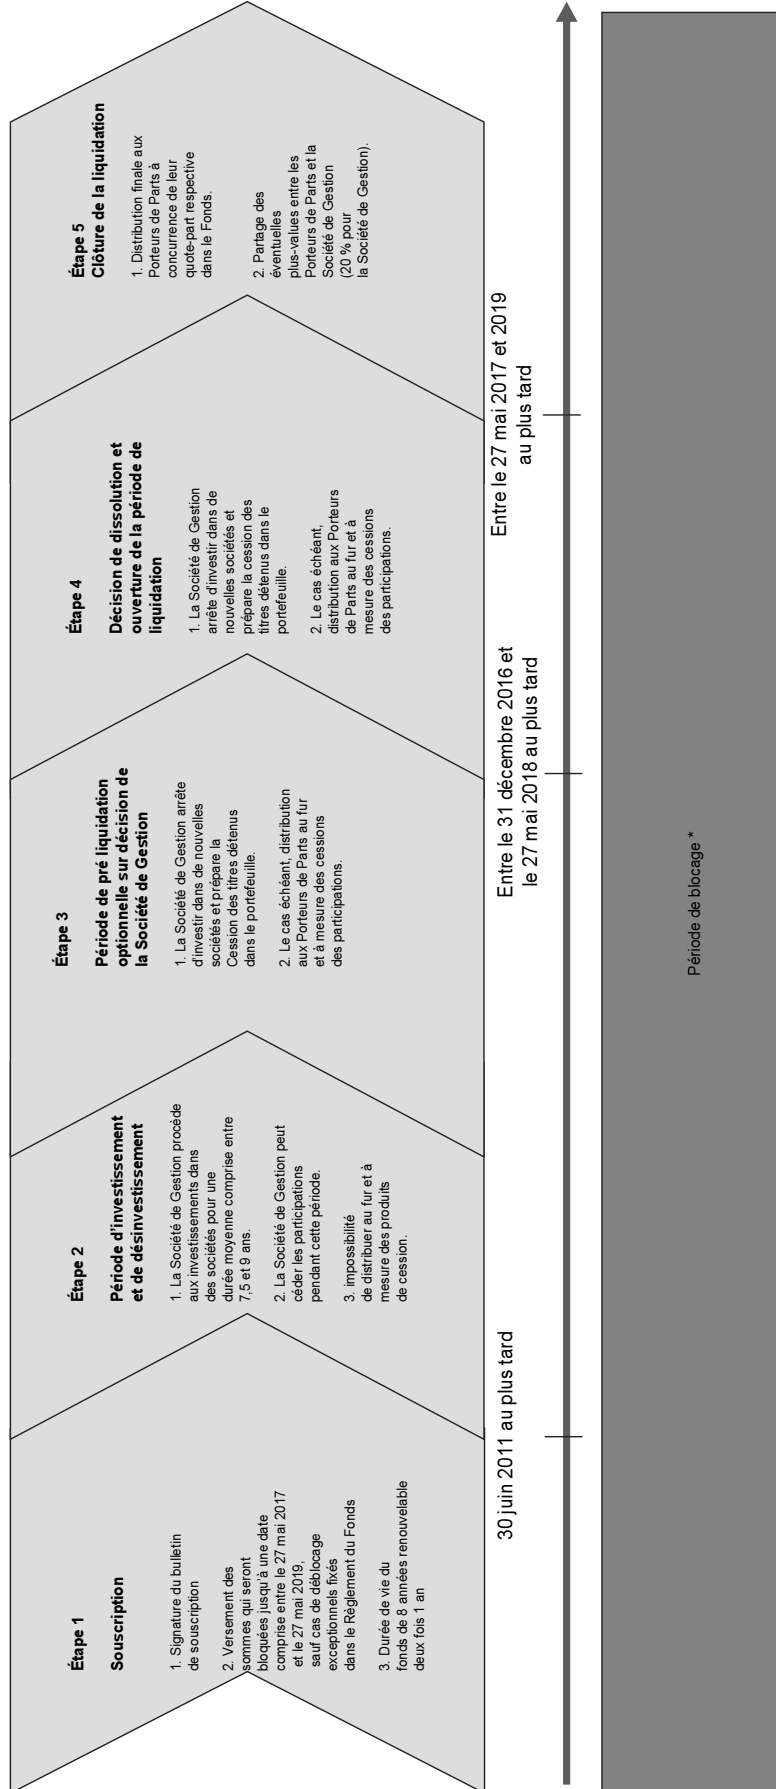 Étape 1
Souscription
1. Signature du bulletin
de souscription
2. Versement des
sommes qui seront
bloquées jusqu'à une date
comprise entre le 27 mai 2017
et le 27 mai 2019,
sauf cas de déblocage
exceptionnels fixés
dans le Règlement du Fonds
3. Durée de vie du
fonds de 8 années renouvelable
deux fois 1 an
Étape 2
Période d'investissement
et de désinvestissement
1. La Société de Gestion procède
aux investissements dans
des sociétés pour une
durée moyenne comprise entre
7,5 et 9 ans.
2. La Société de Gestion peut
céder les participations
pendant cette période.
3. Impossibilité
de distribuer au fur et à
mesure des produits
de cession.
Étape 3
Période de pré liquidation
optionnelle sur décision de
la Société de Gestion
1. La Société de Gestion arrête
d'investir dans de nouvelles
sociétés et prépare la
Cession des titres détenus
dans le portefeuille.
2. Le cas échéant, distribution
aux Porteurs de Parts au fur
et à mesure des cessions
des participations.
Étape 4
Décision de dissolution et
ouverture de la période de
liquidation
1. La Société de Gestion
arrête d'investir dans de
nouvelles sociétés et
prépare la cession des
titres détenus dans le
portefeuille.
2. Le cas échéant,
distribution aux Porteurs
de Parts au fur et à
mesure des cessions
des participations.
Étape 5
Clôture de la liquidation
1. Distribution finale aux
Porteurs de Parts à
concurrence de leur
quote-part respective
dans le Fonds.
2. Partage des
éventuelles
plus-values entre les
Porteurs de Parts et la
Société de Gestion
(20 % pour
la Société de Gestion).
30 juin 2011 au plus tard
Entre le 31 décembre 2016 et
le 27 mai 2018 au plus tard
Entre le 27 mai 2017 et 2019
au plus tard
Période de blocage *